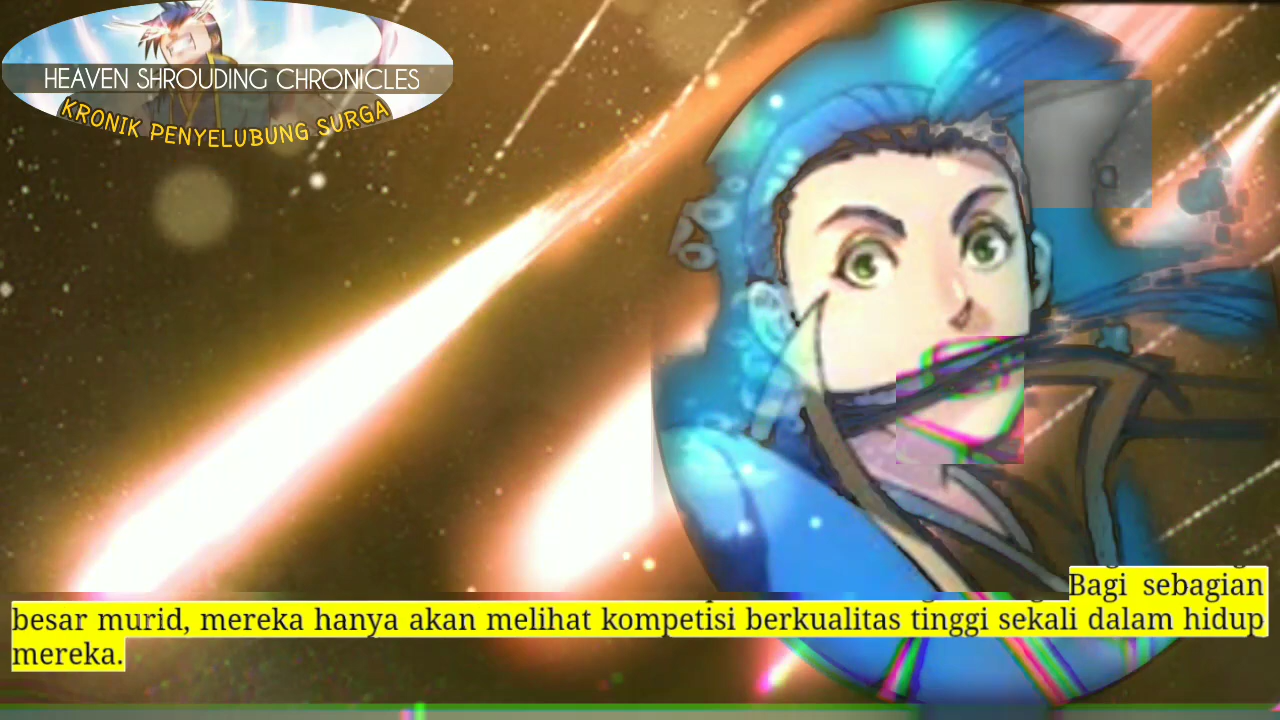 HEAVEN SHROUDING CHRONICLES
KRONIK PENYELUBUNG SURGA
Bagi sebagian
besar murid, mereka hanya akan melihat kompetisi berkualitas tinggi sekali dalam hidup
mereka.